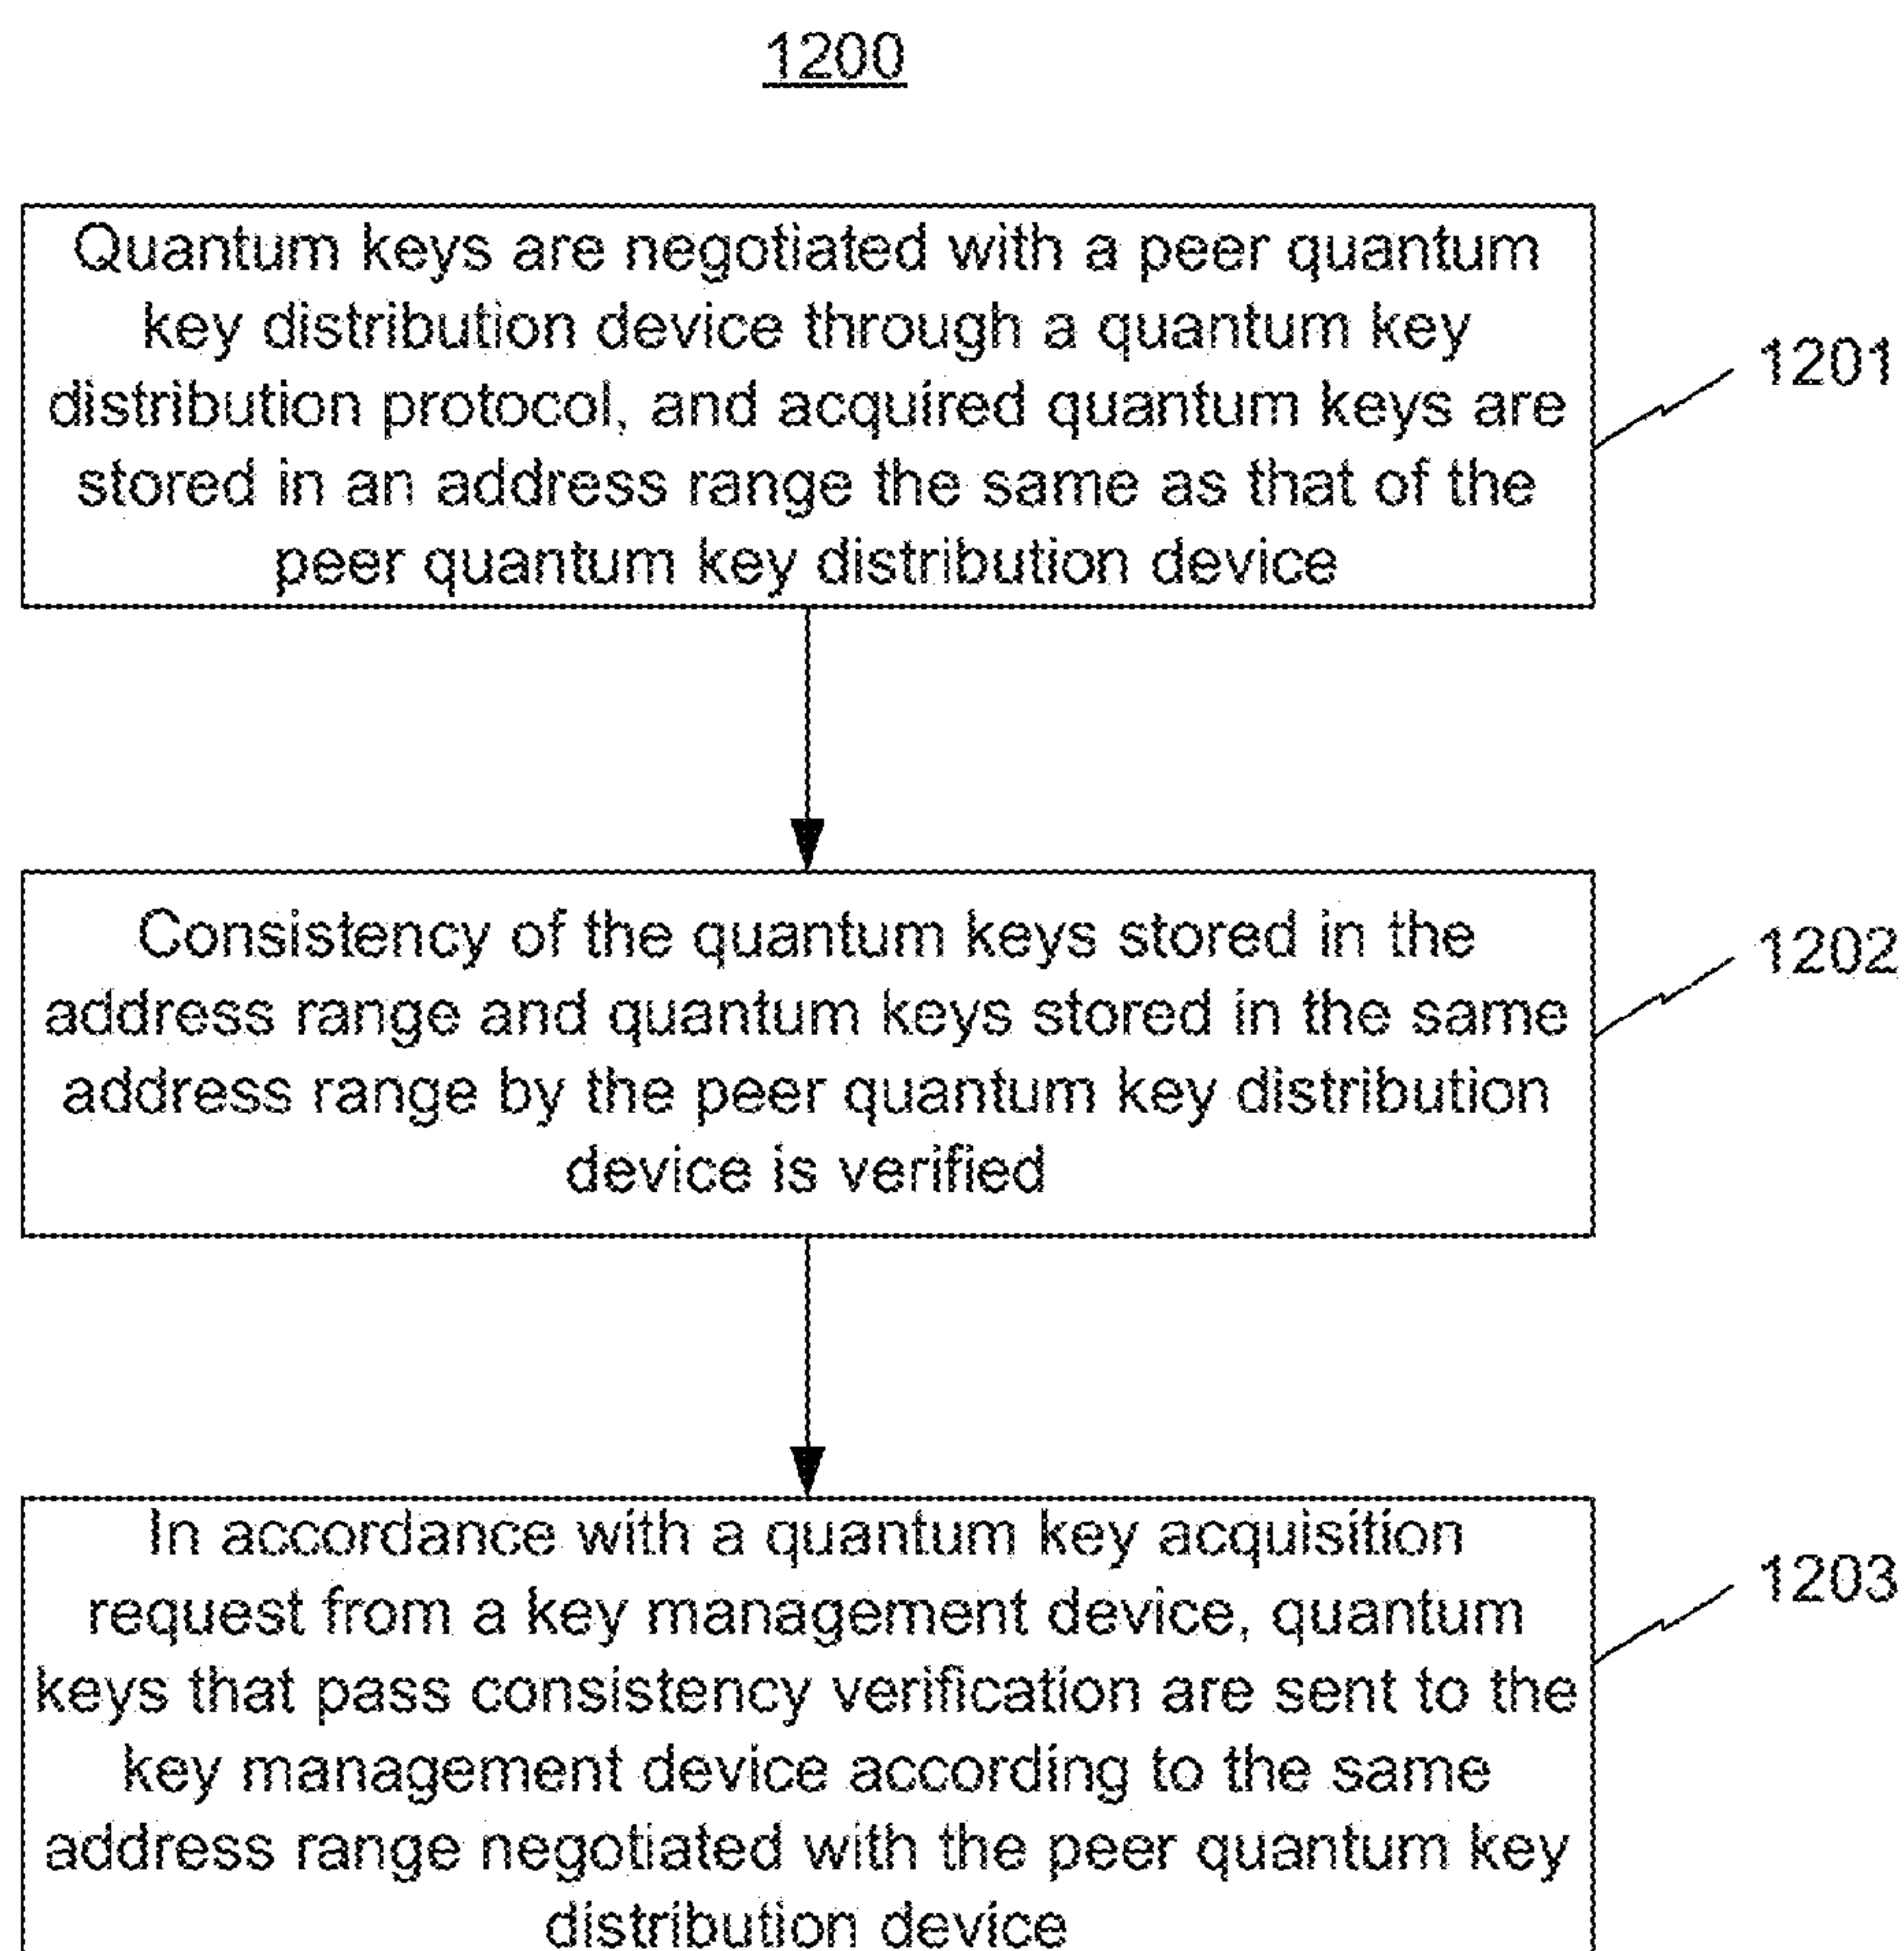 1200
Quantum keys are negotiated with a peer quantum
key distribution device through a quantum key
distribution protocol, and acquired quantum keys are
stored in an address range the same as that of the
peer quantum key distribution device
1201
Consistency of the quantum keys stored in the
address range and quantum keys stored in the same
address range by the peer quantum key distribution
device is verified
1202
In accordance with a quantum key acquisition
request from a key management device, quantum
keys that pass consistency verification are sent to the
key management device according to the same
address range negotiated with the peer quantum key
distribution device
1203